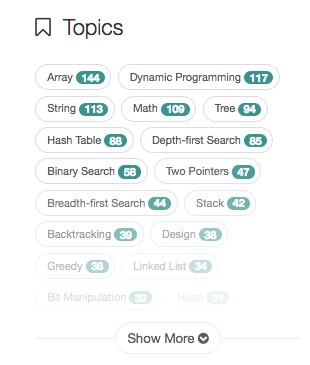 Topics
Array 144 Dynamic Programming 117
String 113 Math 109 Tree 94
Hash Table 88 Depth-first Search 85
Binary Search 58 Two Pointers 47
Breadth-first Search 44 Stack 42
Backtracking 39 Design 38
Greedy 38 Linked List 34
Bit Manipulation 32 Heap 31
Show More